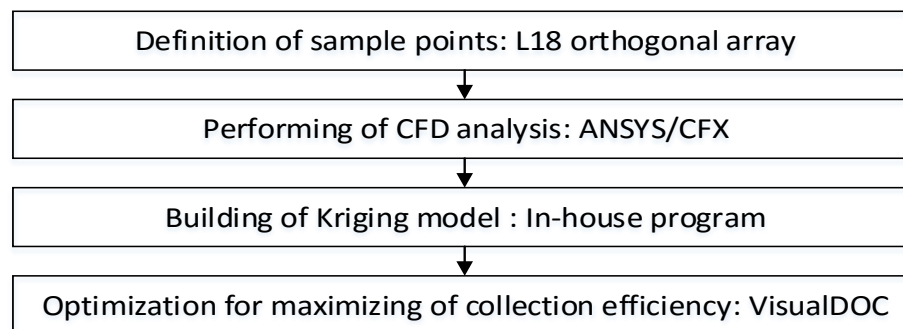 Definition of sample points: L18 orthogonal array
Performing of CFD analysis: ANSYS/CFX
Building of Kriging model : In-house program
Optimization for maximizing of collection efficiency: VisualDOC